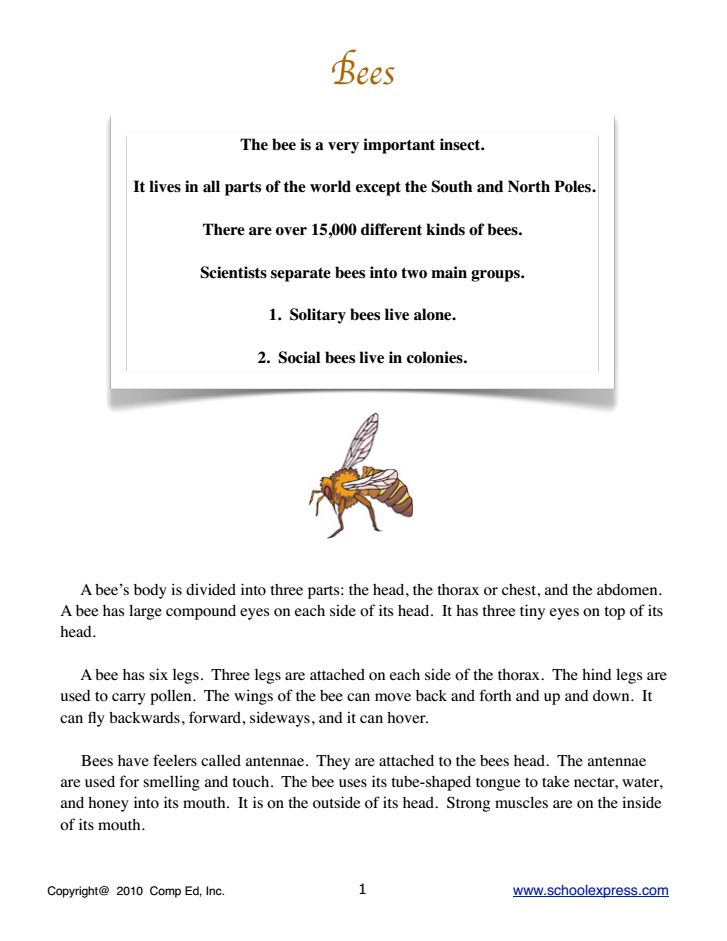 Bees
The bee is a very important insect.
It lives in all parts of the world except the South and North Poles.
There are over 15,000 different kinds of bees.
Scientists separate bees into two main groups.
1. Solitary bees live alone.
2. Social bees live in colonies.
A bee’s body is divided into three parts: the head, the thorax or chest, and the abdomen.
A bee has large compound eyes on each side of its head. It has three tiny eyes on top of its
head.
A bee has six legs. Three legs are attached on each side of the thorax. The hind legs are
used to carry pollen. The wings of the bee can move back and forth and up and down. It
can fly backwards, forward, sideways, and it can hover.
Bees have feelers called antennae. They are attached to the bees head. The antennae
are used for smelling and touch. The bee uses its tube-shaped tongue to take nectar, water,
and honey into its mouth. It is on the outside of its head. Strong muscles are on the inside
of its mouth.
Copyright@ 2010 Comp Ed, Inc. 1 www.schoolexpress.com